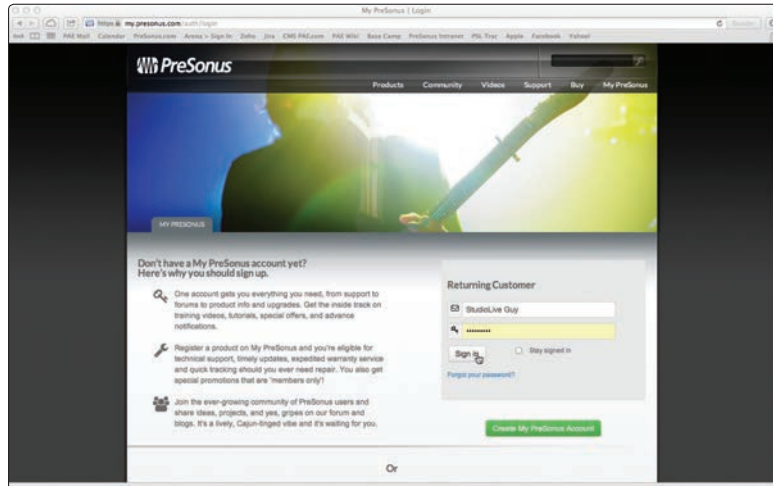 My PreSonus | Login
https my.presonus.com/auth/login
Reader
PAE Mail Calendar PreSonus.com Arena > Sign In Zoho Jira CMS PAE.com PAE Wiki Base Camp PreSonus Intranet PSL Trac Apple Facebook Yahoo!
PreSonus
Products Community Videos Support Buy My PreSonus
MY PRESONUS
Don't have a My PreSonus account yet?
Here's why you should sign up.
One account gets you everything you need, from support to
forums to product info and upgrades. Get the inside track on
training videos, tutorials, special offers, and advance
notifications.
Register a product on My PreSonus and you're eligible for
technical support, timely updates, expedited warranty service
and quick tracking should you ever need repair. You also get
special promotions that are 'members only'!
Join the ever-growing community of PreSonus users and
share ideas, projects, and yes, gripes on our forum and
blogs. It's a lively, Cajun-tinged vibe and it's waiting for you.
Returning Customer
StudioLive Guy
•••••••••
Sign in
Stay signed in
Forgot your password?
Create My PreSonus Account
Or